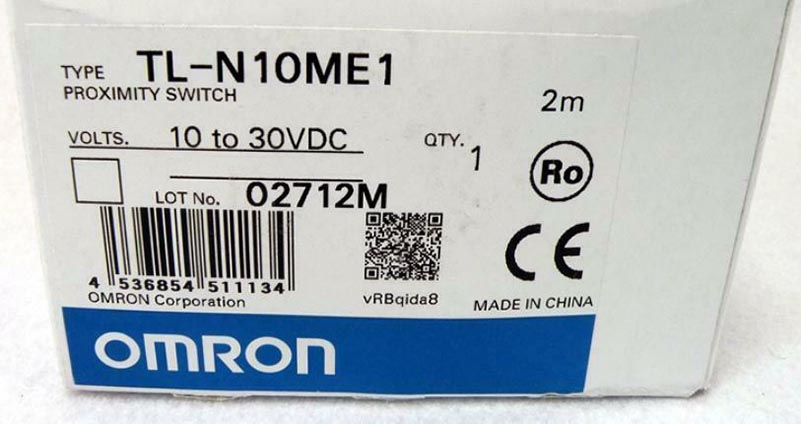 TYPE TL-N10ME1
PROXIMITY SWITCH
2m
VOLTS. 10 to 30VDC
QTY. 1
Ro
LOT No. 02712M
CE
4 536854 511134
OMRON Corporation
vRBqida8
MADE IN CHINA
OMRON